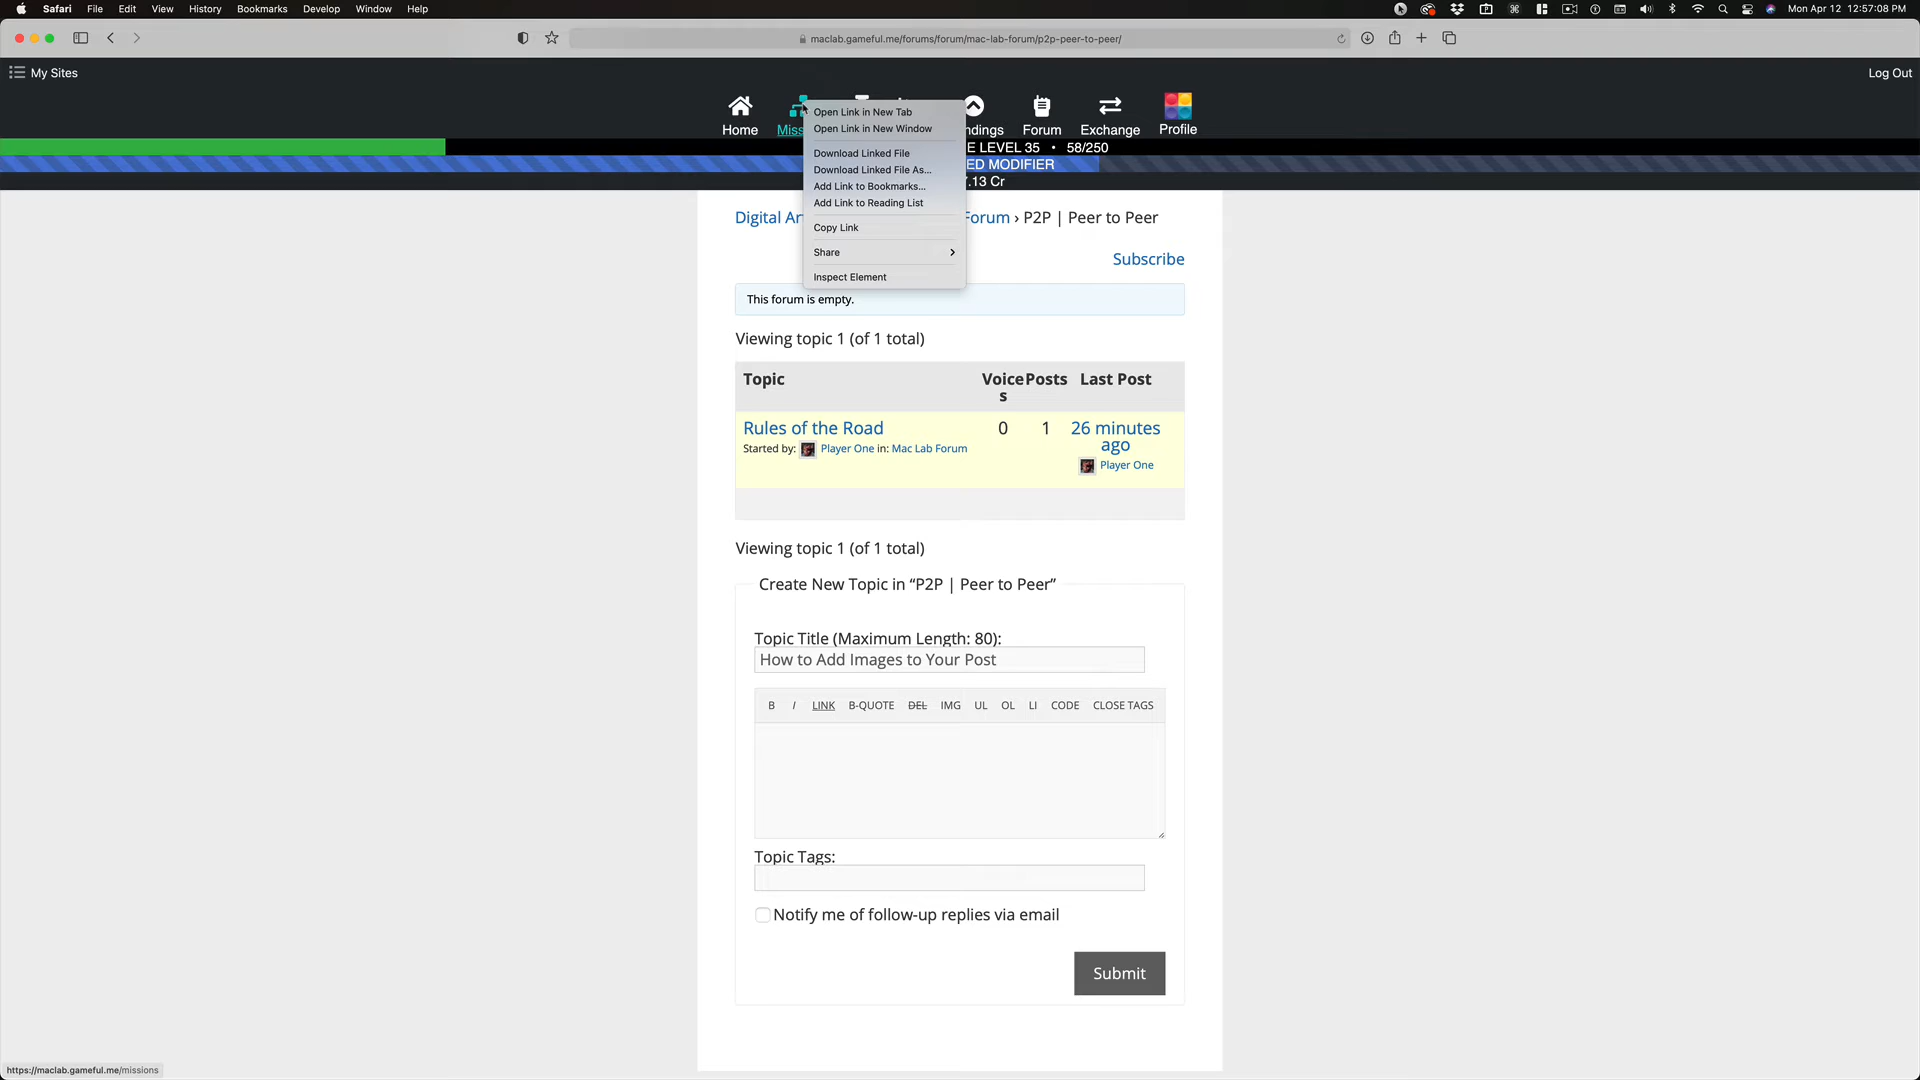 Safari File Edit View History Bookmarks Develop Window Help
Mon Apr 12 12:57:08 PM
maclab.gameful.me/forums/forum/mac-lab-forum/p2p-peer-to-peer/
My Sites
Log Out
Home
Forum
Exchange
Profile
E LEVEL 35 • 58/250
ED MODIFIER
.13 Cr
Open Link in New Tab
Open Link in New Window
Download Linked File
Download Linked File As...
Add Link to Bookmarks...
Add Link to Reading List
Copy Link
Share
Inspect Element
Digital Ar
Forum › P2P | Peer to Peer
Subscribe
This forum is empty.
Viewing topic 1 (of 1 total)
Topic Voices Posts Last Post
Rules of the Road 0 1 26 minutes ago
Started by: Player One in: Mac Lab Forum
Player One
Viewing topic 1 (of 1 total)
Create New Topic in “P2P | Peer to Peer”
Topic Title (Maximum Length: 80):
How to Add Images to Your Post
B I LINK B-QUOTE DEL IMG UL OL LI CODE CLOSE TAGS
Topic Tags:
Notify me of follow-up replies via email
Submit
https://maclab.gameful.me/missions